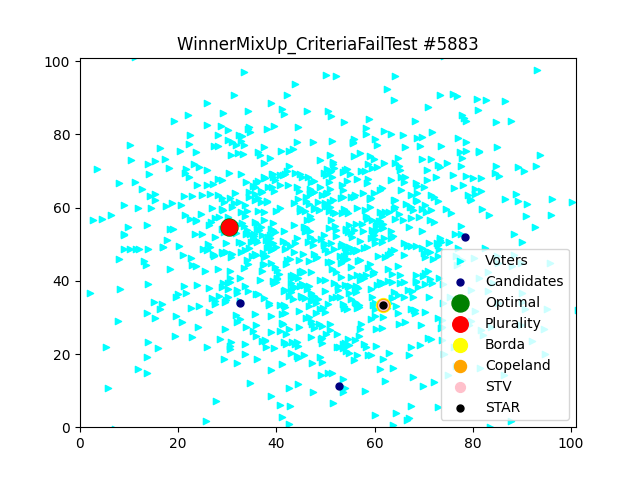 WinnerMixUp_CriteriaFailTest #5883
100
80
60
40
20
0
0 20 40 60 80 100
Voters
Candidates
Optimal
Plurality
Borda
Copeland
STV
STAR